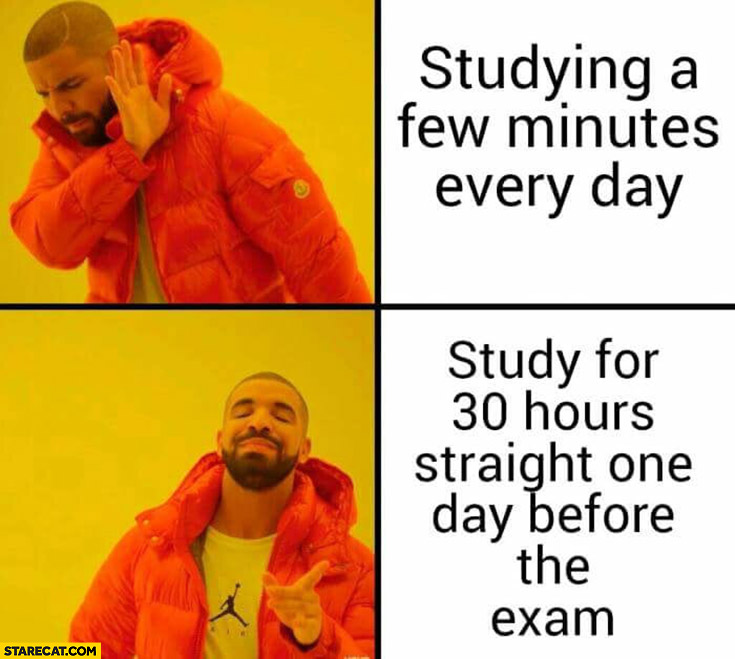 Studying a
few minutes
every day
Study for
30 hours
straight one
day before
the
exam
STARECAT.COM